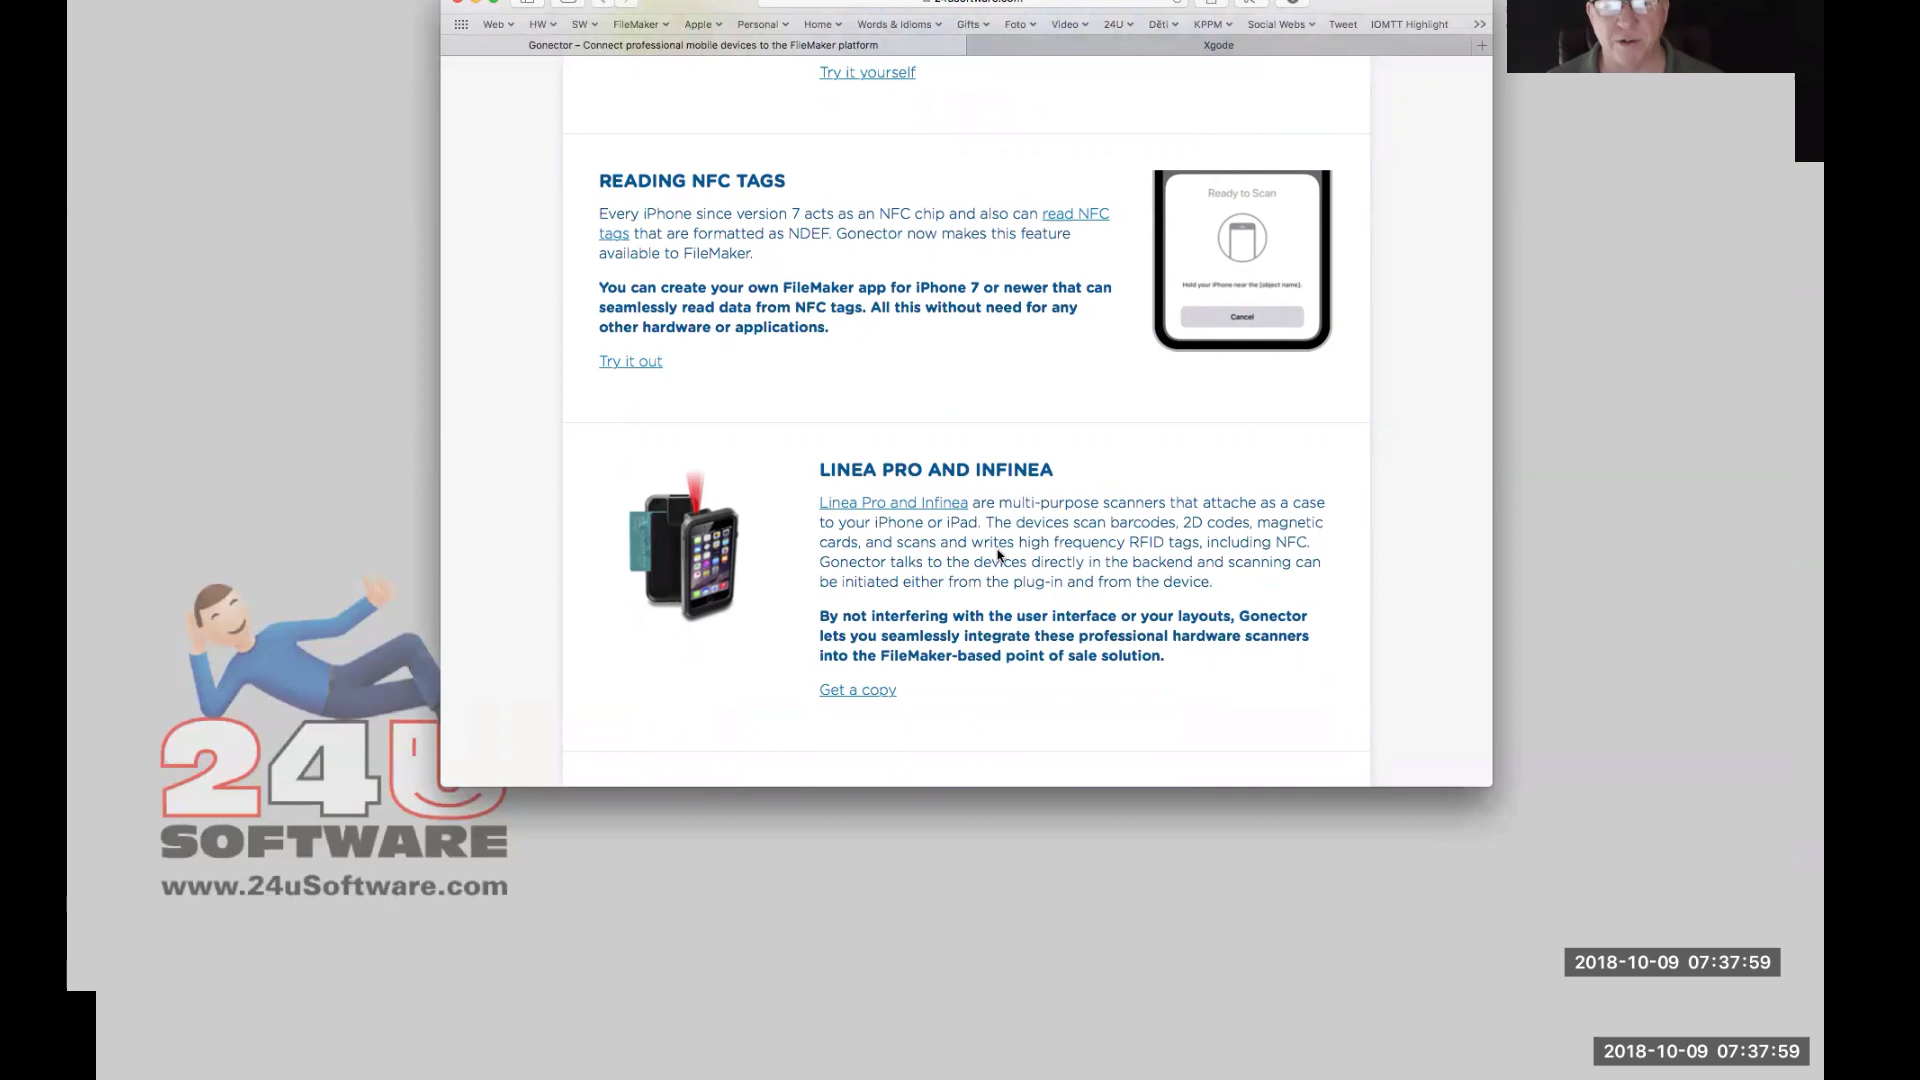 24usoftware.com
Web HW SW FileMaker Apple Personal Home Words & Idioms Gifts Foto Video 24U Děti KPPM Social Webs Tweet IOMTT Highlight >>
Gonector – Connect professional mobile devices to the FileMaker platform Xgode +
Try it yourself
READING NFC TAGS
Every iPhone since version 7 acts as an NFC chip and also can read NFC
tags that are formatted as NDEF. Gonector now makes this feature
available to FileMaker.
You can create your own FileMaker app for iPhone 7 or newer that can
seamlessly read data from NFC tags. All this without need for any
other hardware or applications.
Try it out
Ready to Scan
Hold your iPhone near the [object name].
Cancel
LINEA PRO AND INFINEA
Linea Pro and Infinea are multi-purpose scanners that attache as a case
to your iPhone or iPad. The devices scan barcodes, 2D codes, magnetic
cards, and scans and writes high frequency RFID tags, including NFC.
Gonector talks to the devices directly in the backend and scanning can
be initiated either from the plug-in and from the device.
By not interfering with the user interface or your layouts, Gonector
lets you seamlessly integrate these professional hardware scanners
into the FileMaker-based point of sale solution.
Get a copy
24U
SOFTWARE
www.24uSoftware.com
2018-10-09 07:37:59
2018-10-09 07:37:59